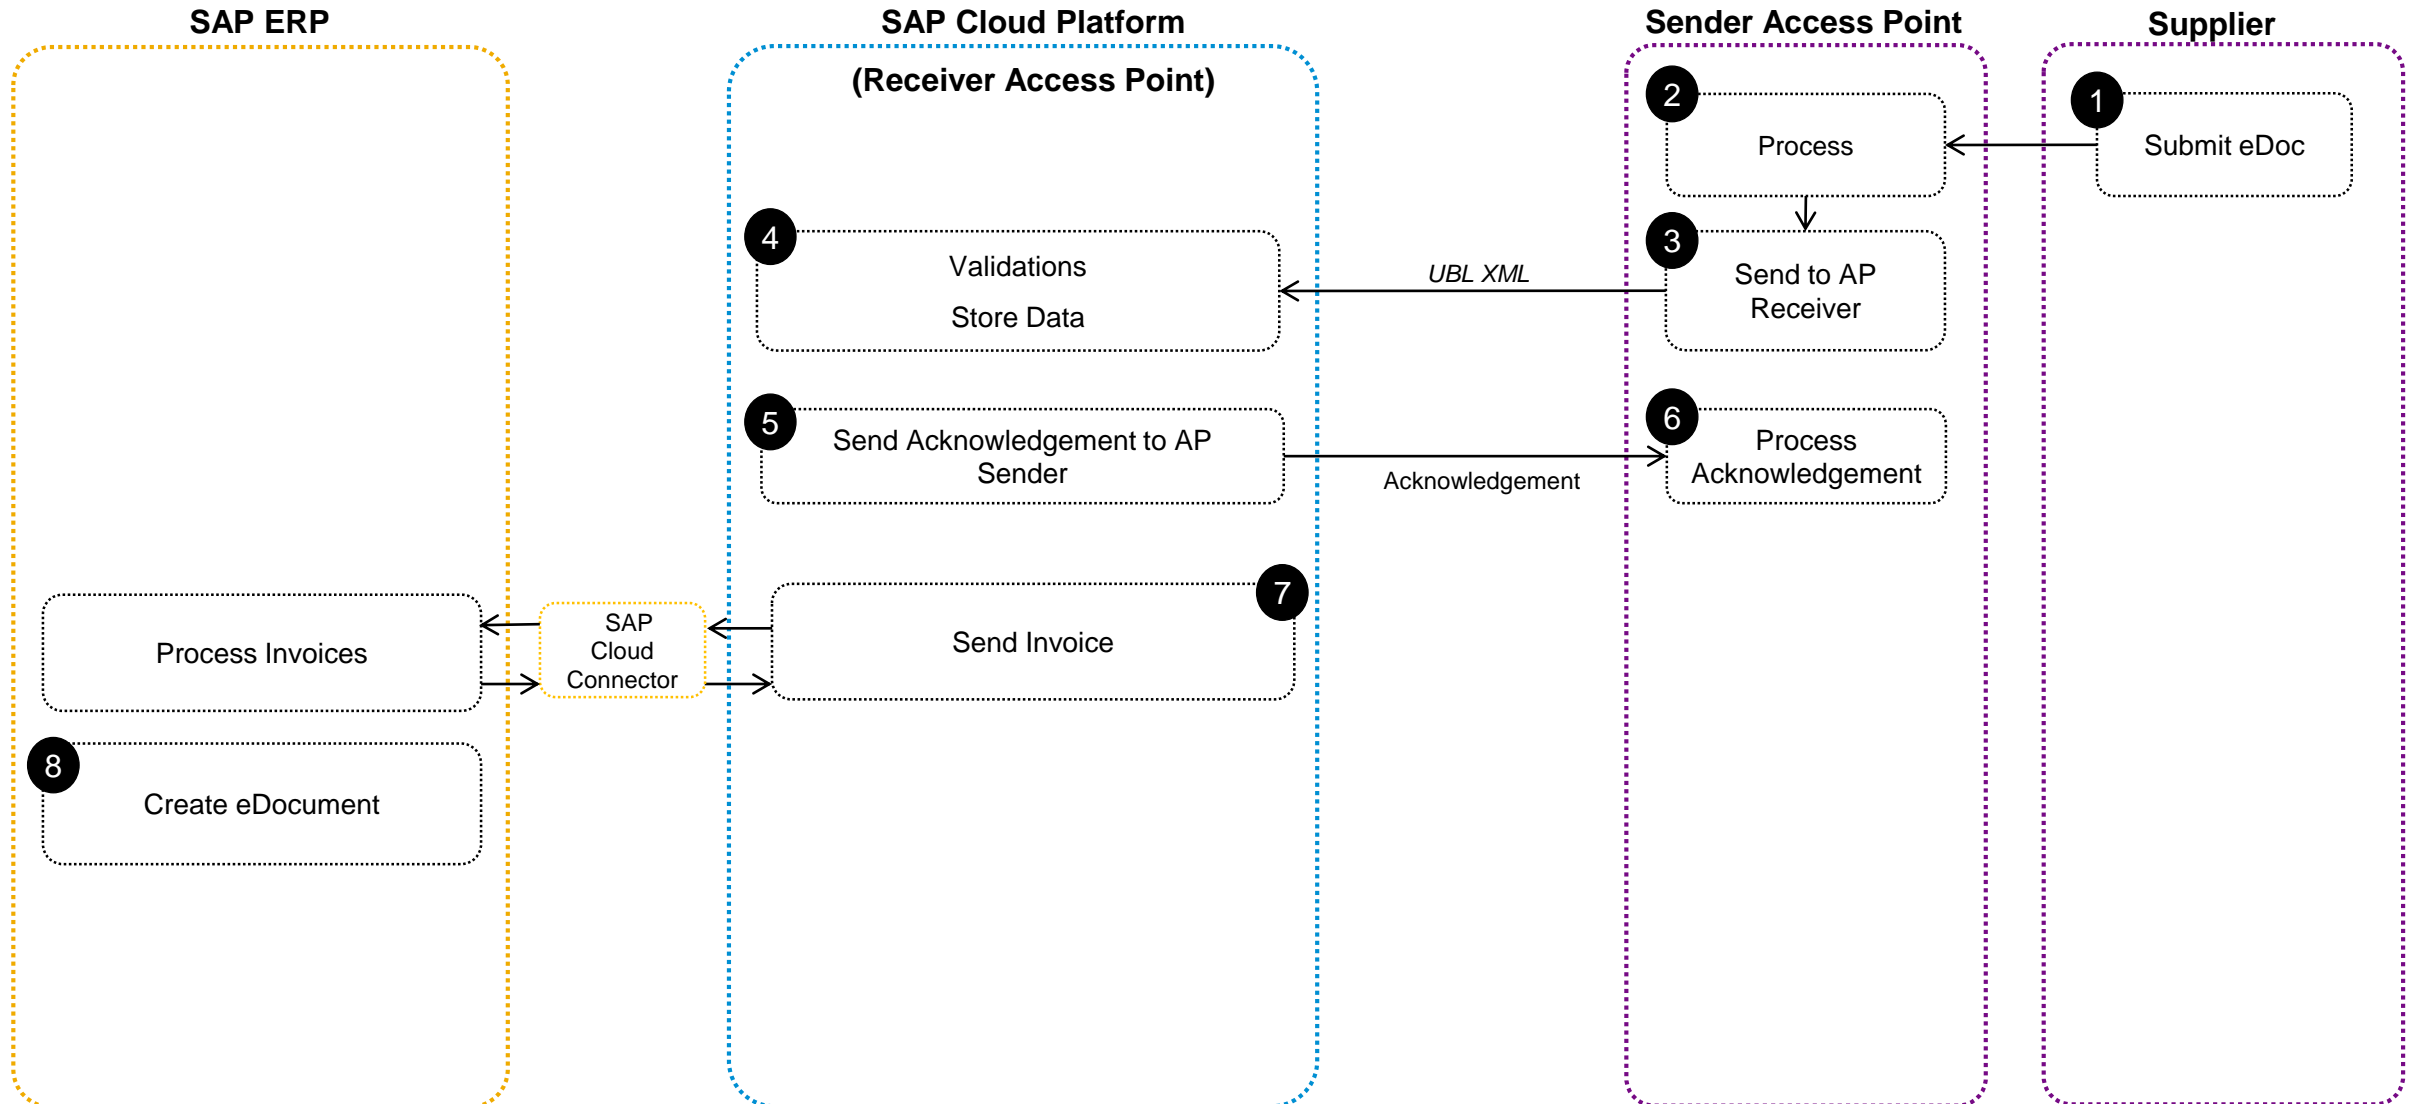 SAP ERP
SAP Cloud Platform
(Receiver Access Point)
Sender Access Point
Supplier
1
Submit eDoc
2
Process
3
Send to AP
Receiver
UBL XML
4
Validations
Store Data
5
Send Acknowledgement to AP
Sender
Acknowledgement
6
Process
Acknowledgement
7
Send Invoice
SAP
Cloud
Connector
Process Invoices
8
Create eDocument